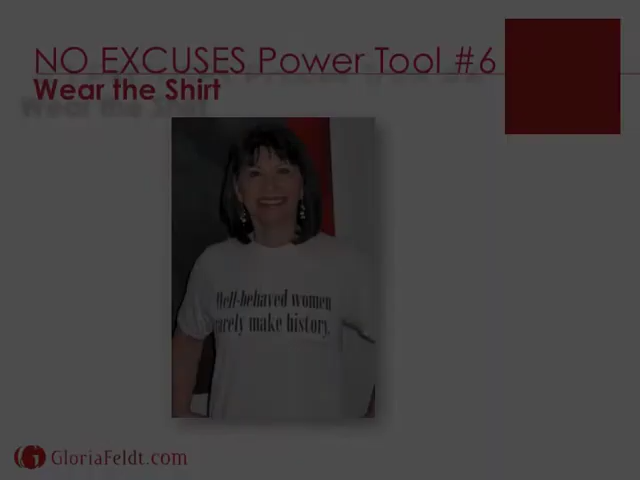 NO EXCUSES Power Tool #6
Wear the Shirt
Well-behaved women
rarely make history.
GloriaFeldt.com